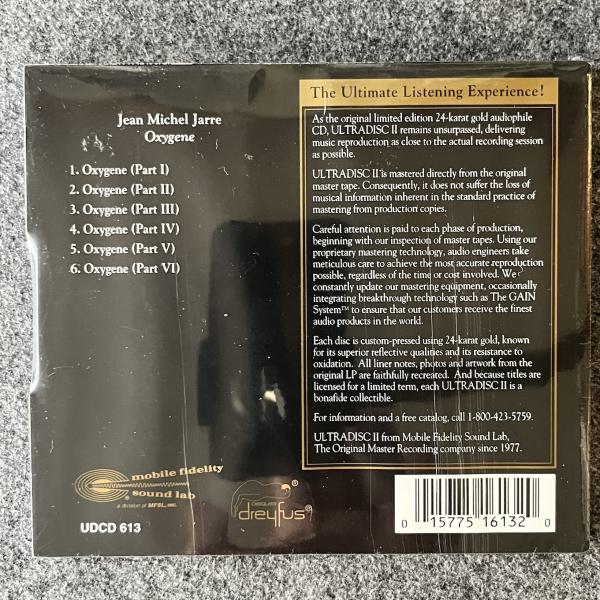 Jean Michel Jarre
Oxygene
1. Oxygene (Part I)
2. Oxygene (Part II)
3. Oxygene (Part III)
4. Oxygene (Part IV)
5. Oxygene (Part V)
6. Oxygene (Part VI)
The Ultimate Listening Experience!
As the original limited edition 24-karat gold audiophile
CD, ULTRADISC II remains unsurpassed, delivering
music reproduction as close to the actual recording session
as possible.
ULTRADISC II is mastered directly from the original
master tape. Consequently, it does not suffer the loss of
musical information inherent in the standard practice of
mastering from production copies.
Careful attention is paid to each phase of production,
beginning with our inspection of master tapes. Using our
proprietary mastering technology, audio engineers take
meticulous care to achieve the most accurate reproduction
possible, regardless of the time or cost involved. We
constantly update our mastering equipment, occasionally
integrating breakthrough technology such as The GAIN
System™ to ensure that our customers receive the finest
audio products in the world.
Each disc is custom-pressed using 24-karat gold, known
for its superior reflective qualities and its resistance to
oxidation. All liner notes, photos and artwork from the
original LP are faithfully recreated. And because titles are
licensed for a limited term, each ULTRADISC II is a
bonafide collectible.
For information and a free catalog, call 1-800-423-5759.
ULTRADISC II from Mobile Fidelity Sound Lab,
The Original Master Recording company since 1977.
mobile fidelity
sound lab
a division of MFSL, INC.
UDCD 613
DISQUES
dreyfus®
0 15775 16132 0